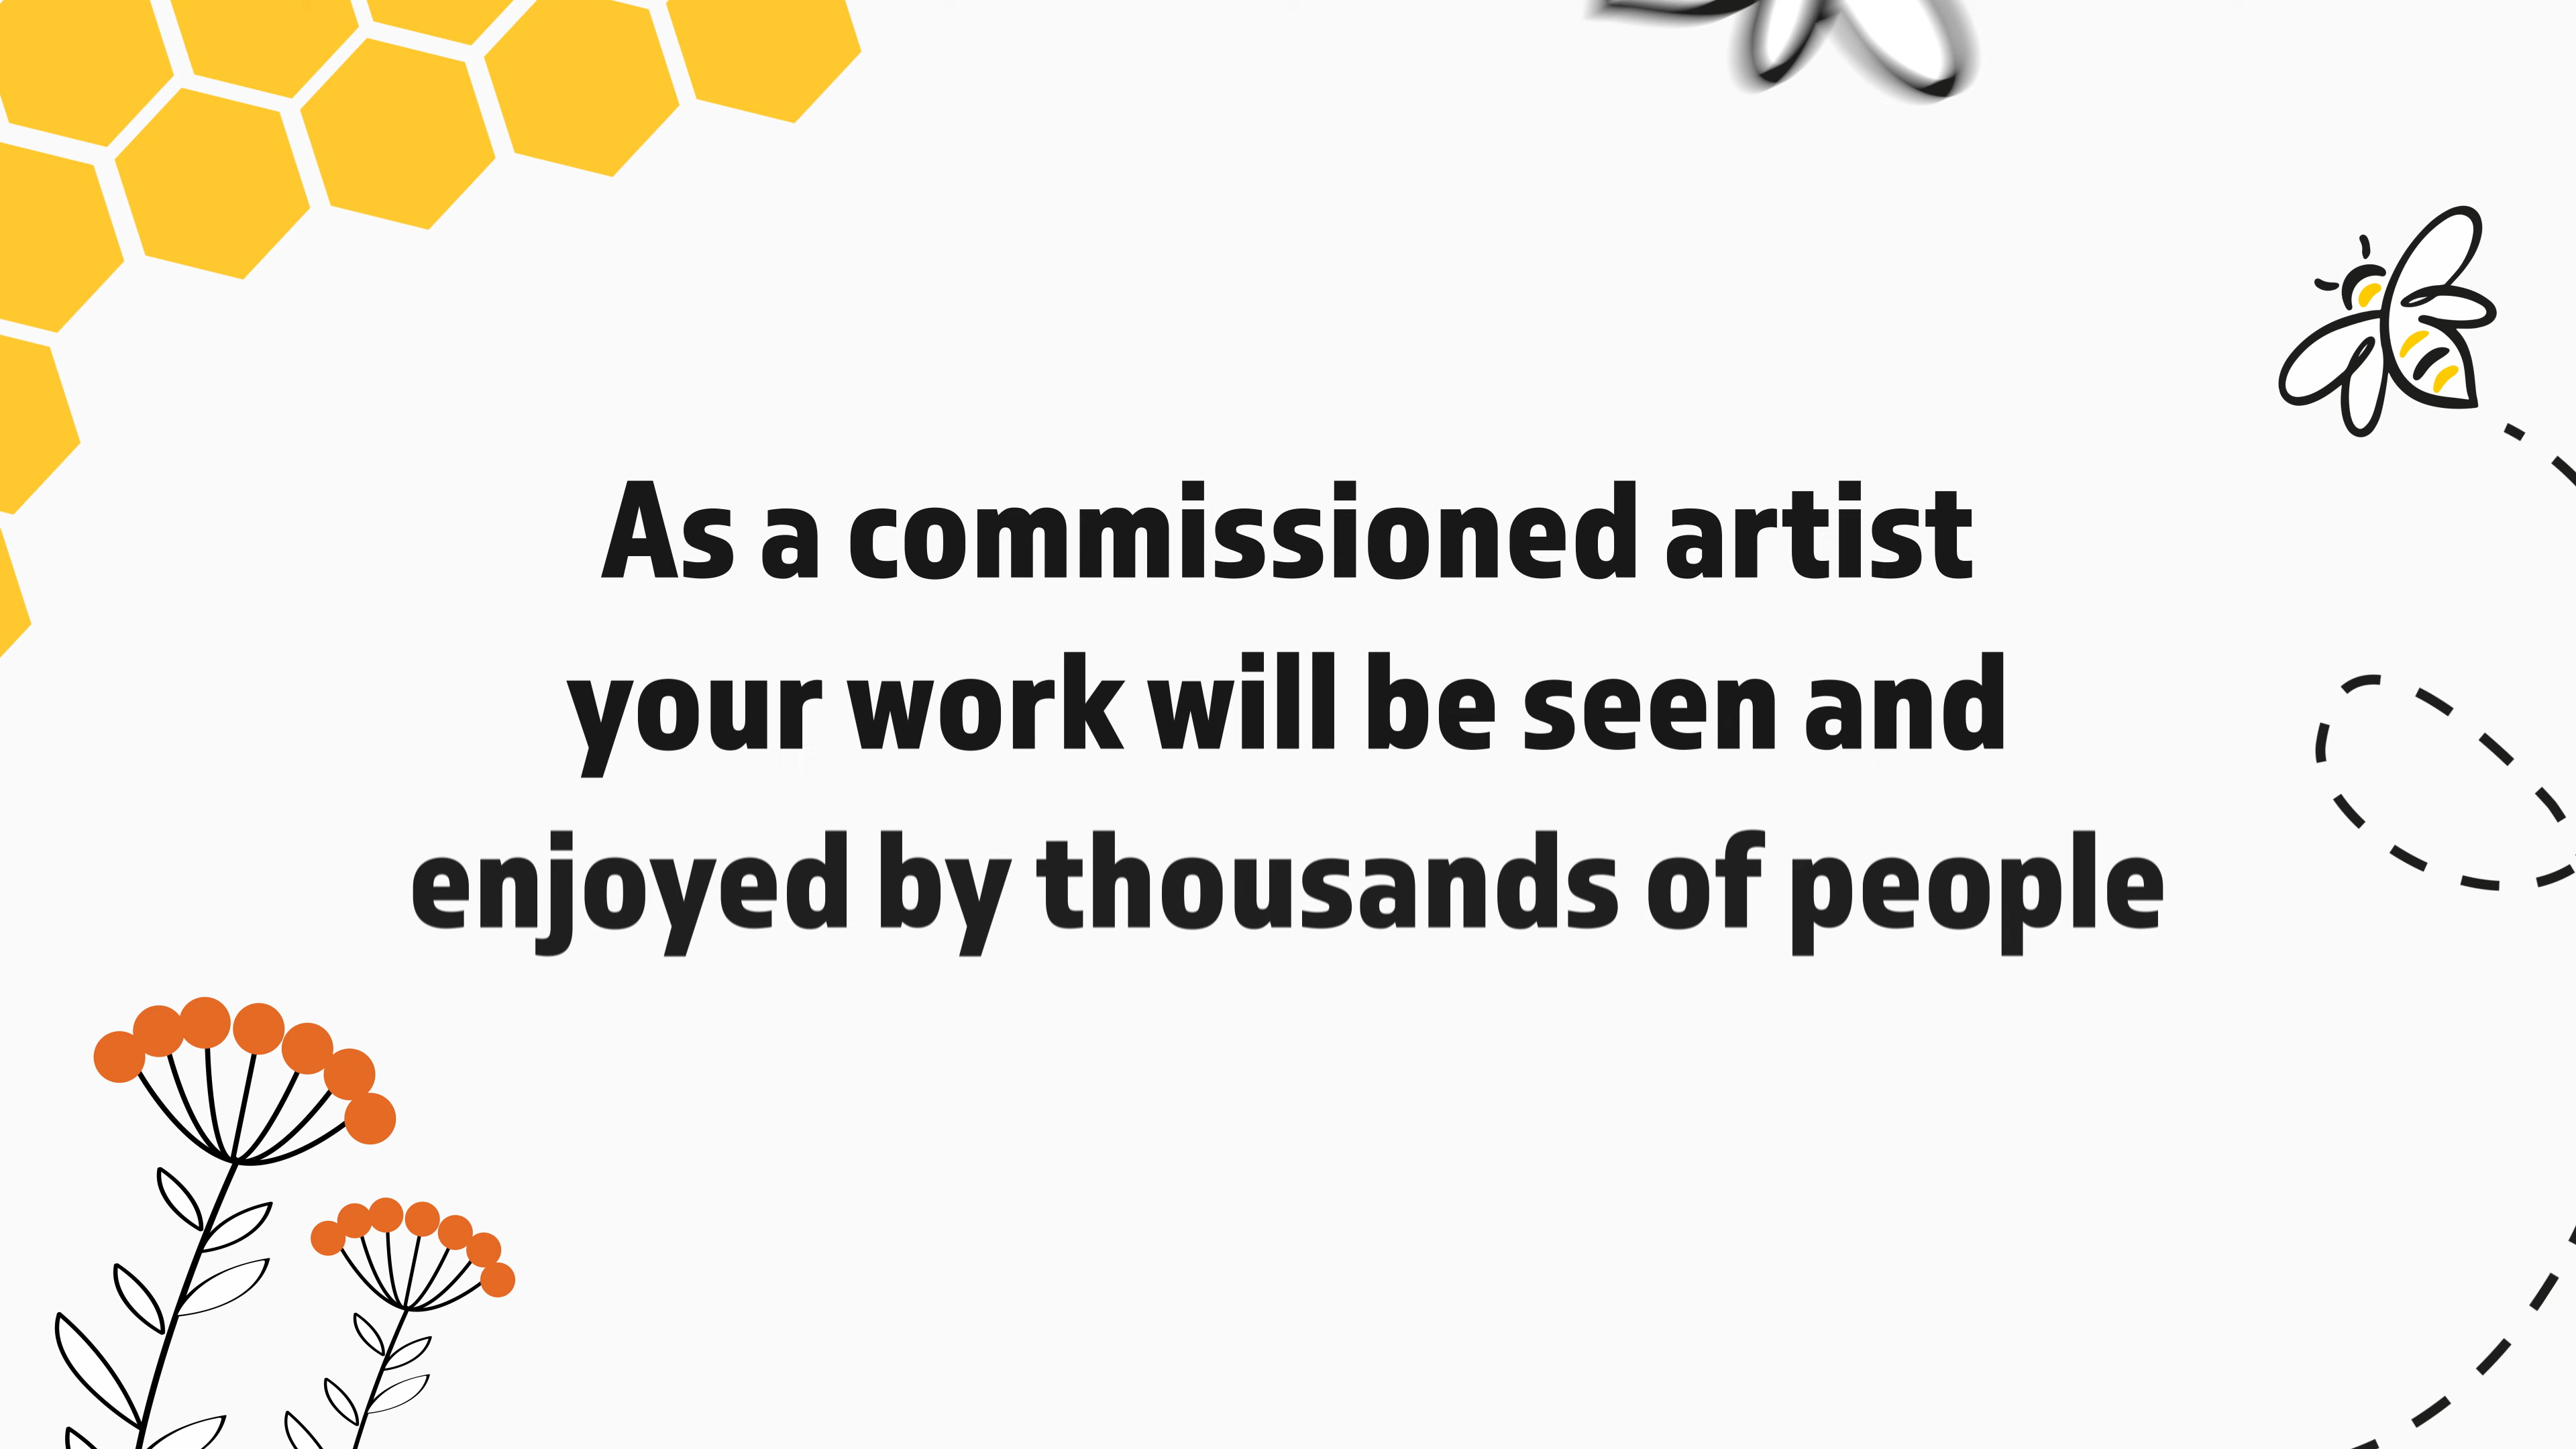 As a commissioned artist
your work will be seen and
enjoyed by thousands of people